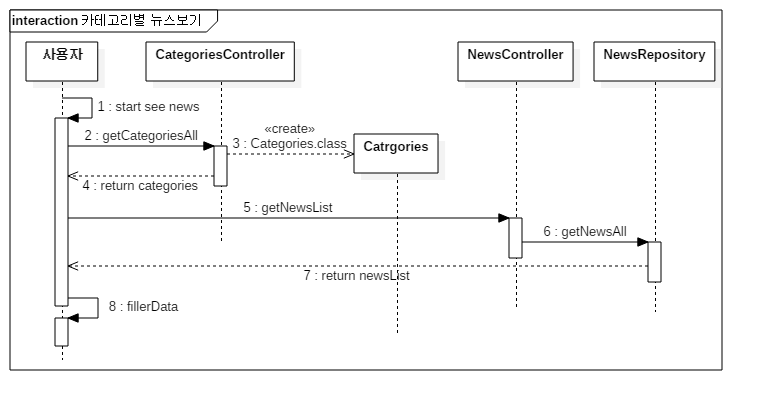 interaction 카테고리별 뉴스보기
사용자
CategoriesController
NewsController
NewsRepository
1 : start see news
2 : getCategoriesAll
«create»
3 : Categories.class
Catrgories
4 : return categories
5 : getNewsList
6 : getNewsAll
7 : return newsList
8 : fillerData